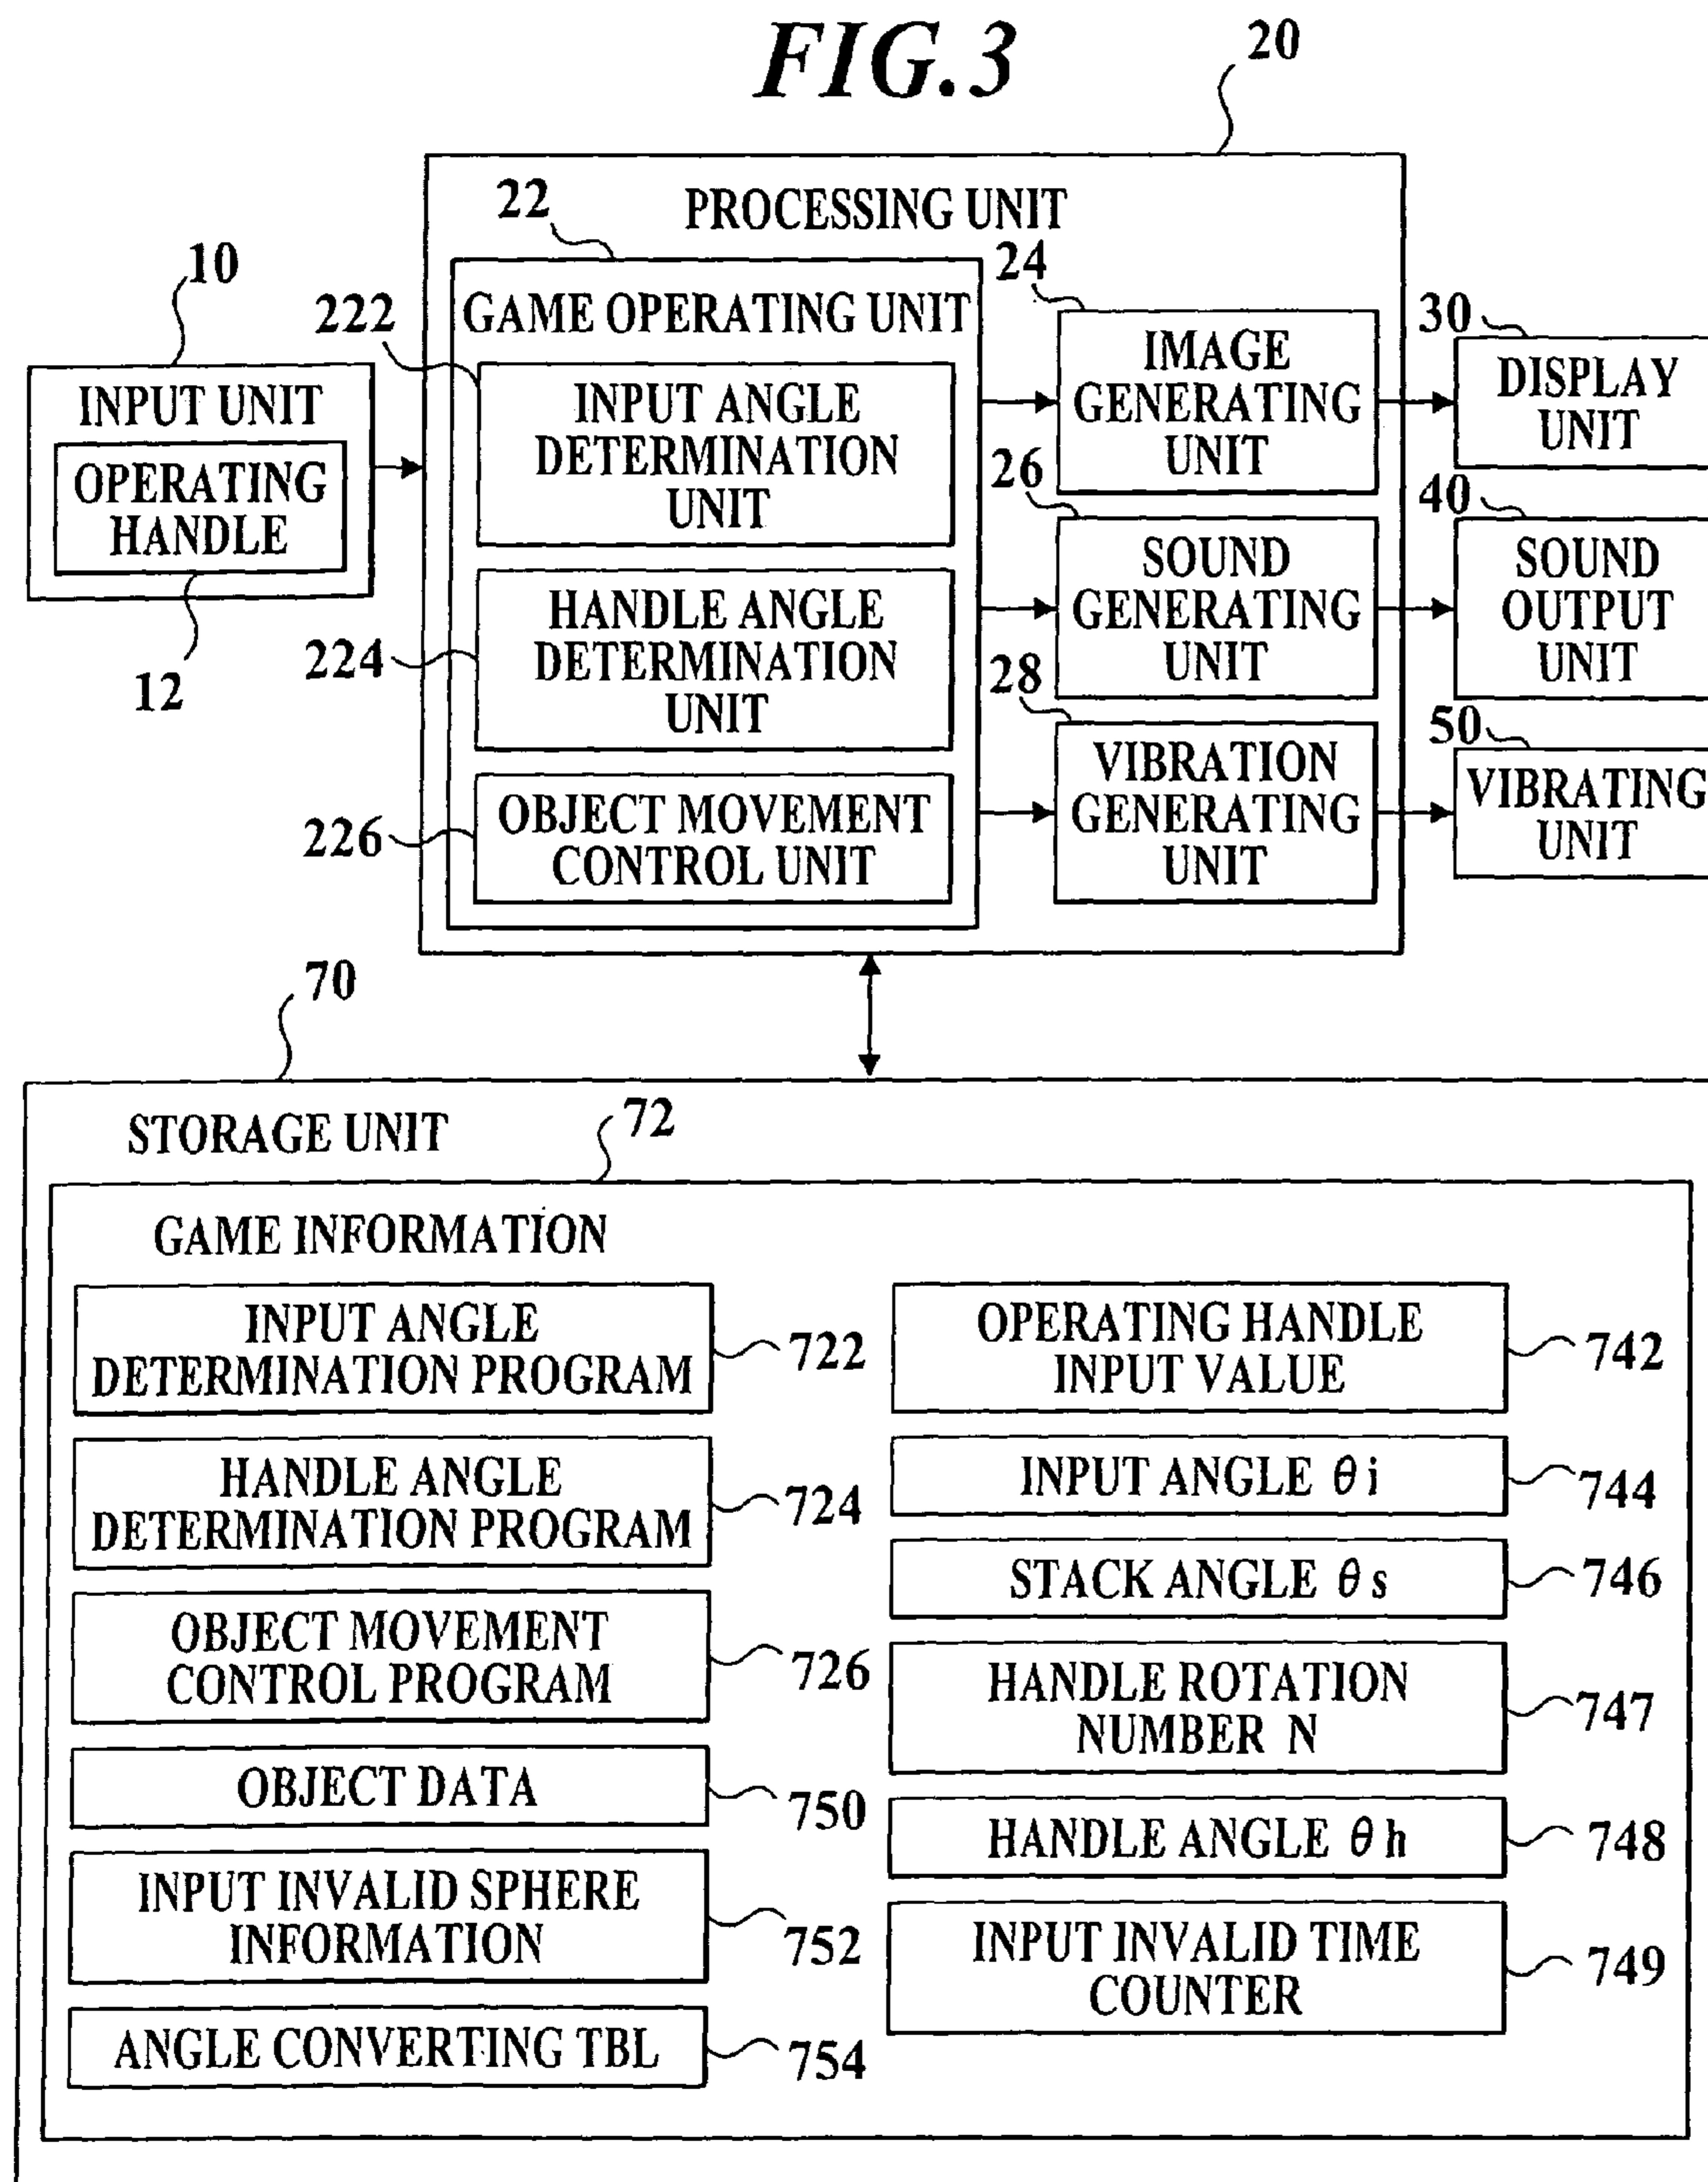 FIG.3
20
PROCESSING UNIT
22
GAME OPERATING UNIT
10
INPUT UNIT
OPERATING
HANDLE
12
222
INPUT ANGLE
DETERMINATION
UNIT
224
HANDLE ANGLE
DETERMINATION
UNIT
226
OBJECT MOVEMENT
CONTROL UNIT
24
IMAGE
GENERATING
UNIT
26
SOUND
GENERATING
UNIT
28
VIBRATION
GENERATING
UNIT
30
DISPLAY
UNIT
40
SOUND
OUTPUT
UNIT
50
VIBRATING
UNIT
70
STORAGE UNIT
72
GAME INFORMATION
INPUT ANGLE
DETERMINATION PROGRAM
722
HANDLE ANGLE
DETERMINATION PROGRAM
724
OBJECT MOVEMENT
CONTROL PROGRAM
726
OBJECT DATA
750
INPUT INVALID SPHERE
INFORMATION
752
ANGLE CONVERTING TBL
754
OPERATING HANDLE
INPUT VALUE
742
INPUT ANGLE θi
744
STACK ANGLE θs
746
HANDLE ROTATION
NUMBER N
747
HANDLE ANGLE θh
748
INPUT INVALID TIME
COUNTER
749